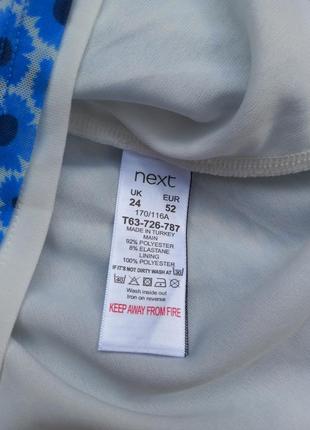 next
UK EUR
24 52
170/116A
T63-726-787
MADE IN TURKEY
MAIN
92% POLYESTER
8% ELASTANE
LINING
100% POLYESTER
IF IT'S NOT DIRTY WASH AT 30
Wash inside out
Iron on reverse
KEEP AWAY FROM FIRE